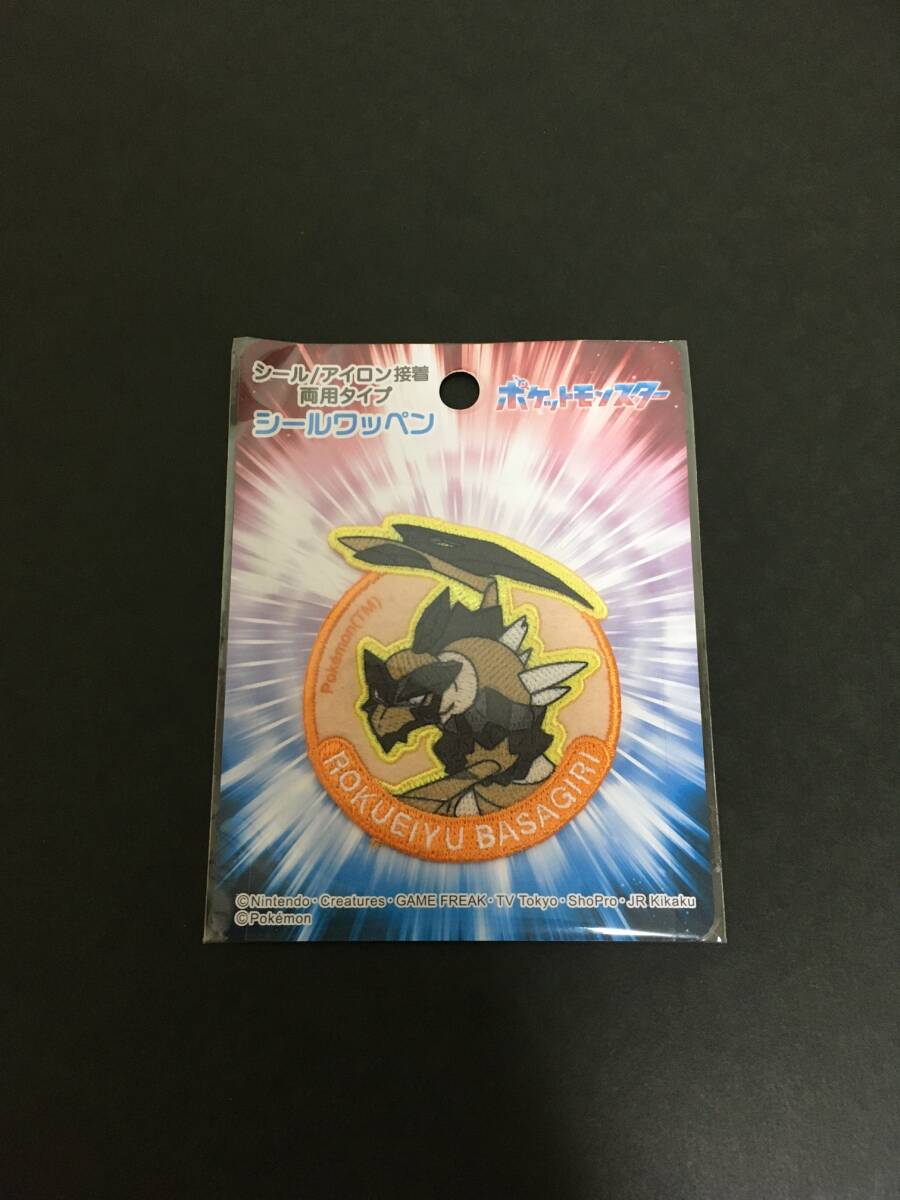 シール/アイロン接着
両用タイプ
シールワッペン
ポケットモンスター
Pokémon(TM)
ROKUEIYU BASAGIRI
©Nintendo・Creatures・GAME FREAK・TV Tokyo・ShoPro・JR Kikaku
©Pokémon